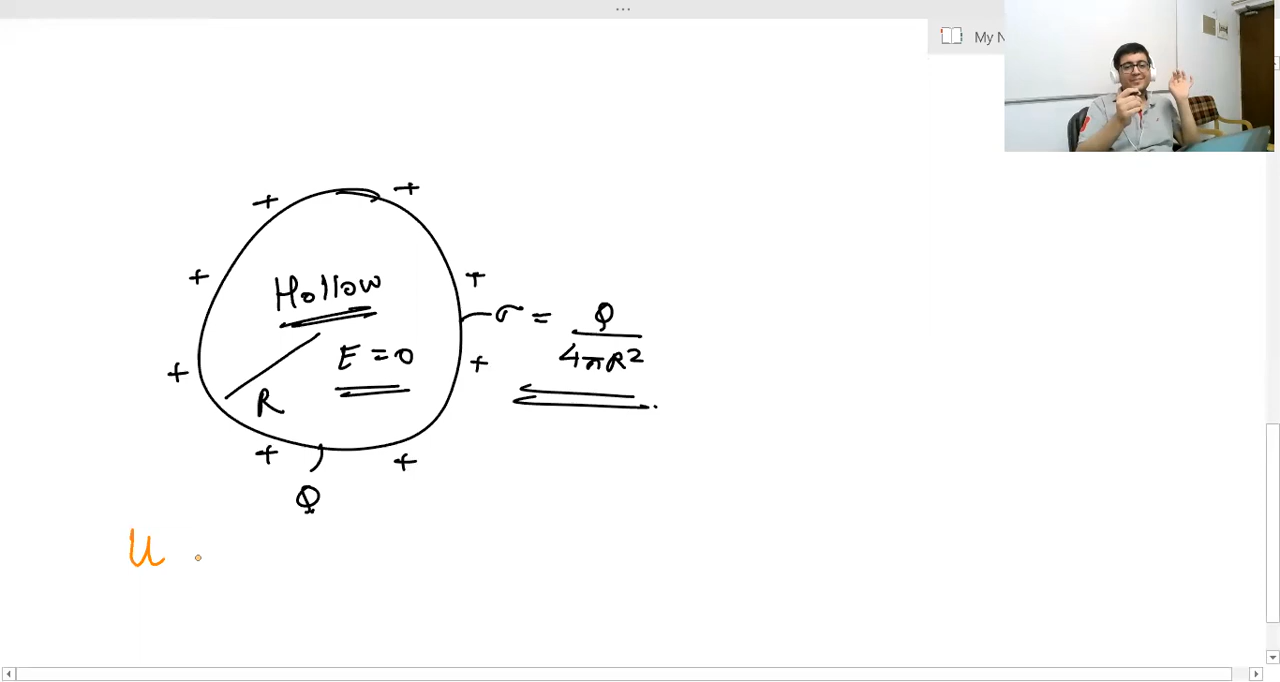 ...
My N
+ +
+ +
Hollow
σ = Q / 4πR²
E = 0
+ +
R
+ +
Q
U